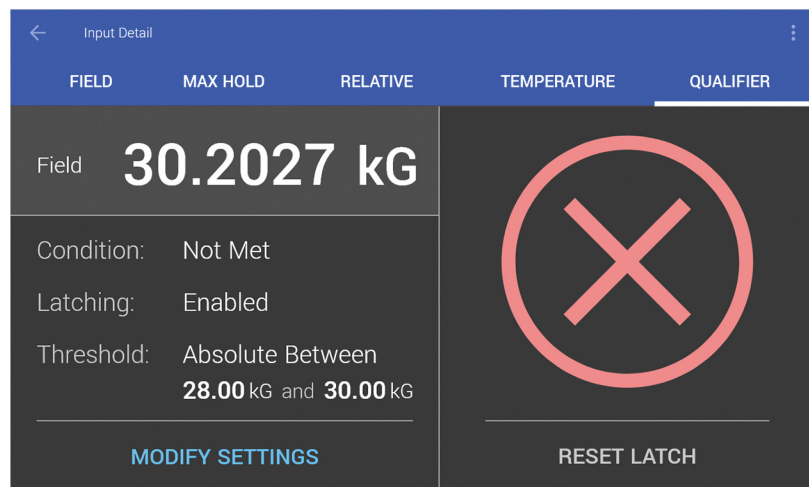 Input Detail
FIELD MAX HOLD RELATIVE TEMPERATURE QUALIFIER
Field 30.2027 kG
Condition: Not Met
Latching: Enabled
Threshold: Absolute Between
28.00 kG and 30.00 kG
MODIFY SETTINGS
RESET LATCH